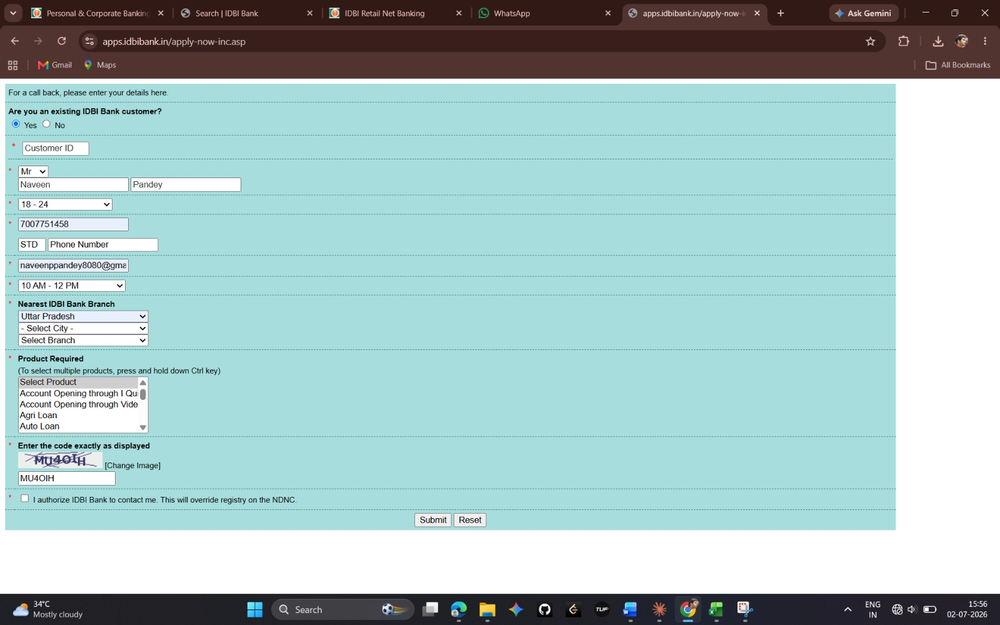 Personal & Corporate Banking
Search | IDBI Bank
IDBI Retail Net Banking
WhatsApp
apps.idbibank.in/apply-now-in
Ask Gemini
apps.idbibank.in/apply-now-inc.asp
Gmail
Maps
All Bookmarks
For a call back, please enter your details here.
Are you an existing IDBI Bank customer?
Yes No
* Customer ID
* Mr
Naveen Pandey
* 18 - 24
* 7007751458
STD Phone Number
* naveenppandey8080@gma
* 10 AM - 12 PM
* Nearest IDBI Bank Branch
Uttar Pradesh
- Select City -
Select Branch
* Product Required
(To select multiple products, press and hold down Ctrl key)
Select Product
Account Opening through I Qui
Account Opening through Vide
Agri Loan
Auto Loan
* Enter the code exactly as displayed
MU4OIH [Change Image]
MU4OIH
* I authorize IDBI Bank to contact me. This will override registry on the NDNC.
Submit Reset
34°C
Mostly cloudy
Search
TUF
ENG
IN
15:56
02-07-2026